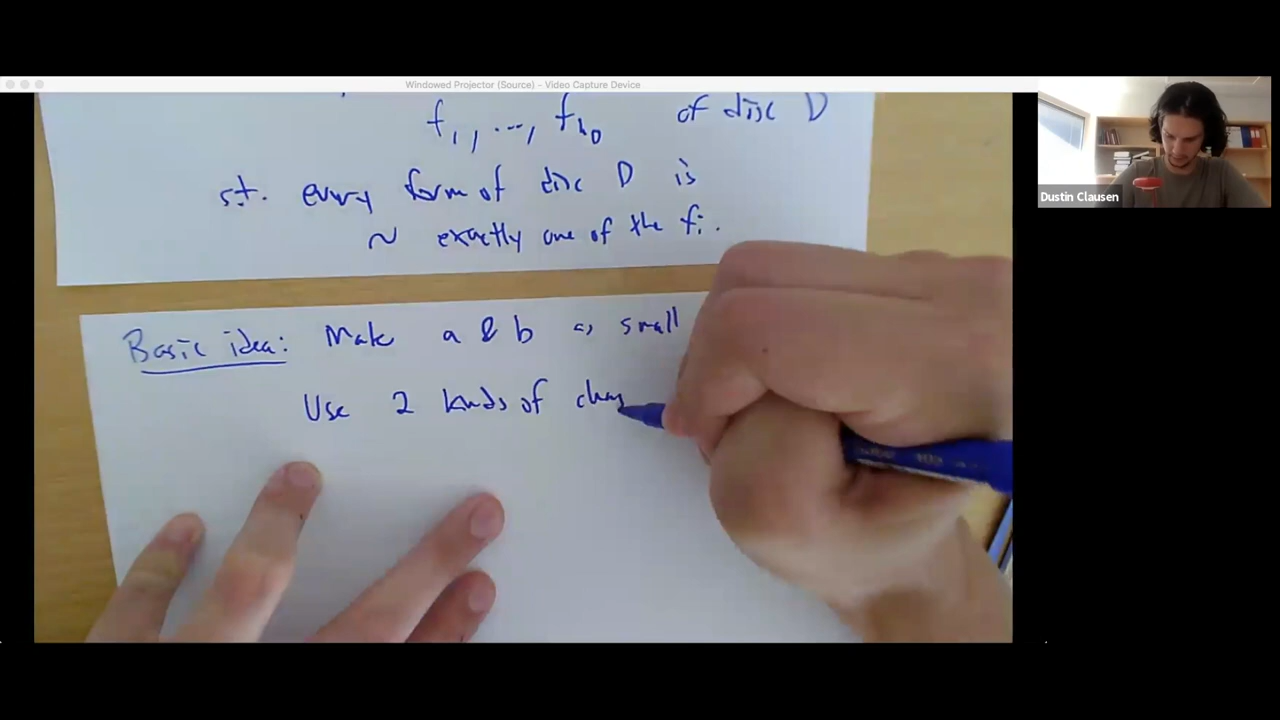 Windowed Projector (Source) - Video Capture Device
f₁, ..., fₕ₀ of disc D
s.t. every form of disc D is
~ exactly one of the fᵢ.
Dustin Clausen
Basic idea: Make a & b as small
Use 2 kinds of chang